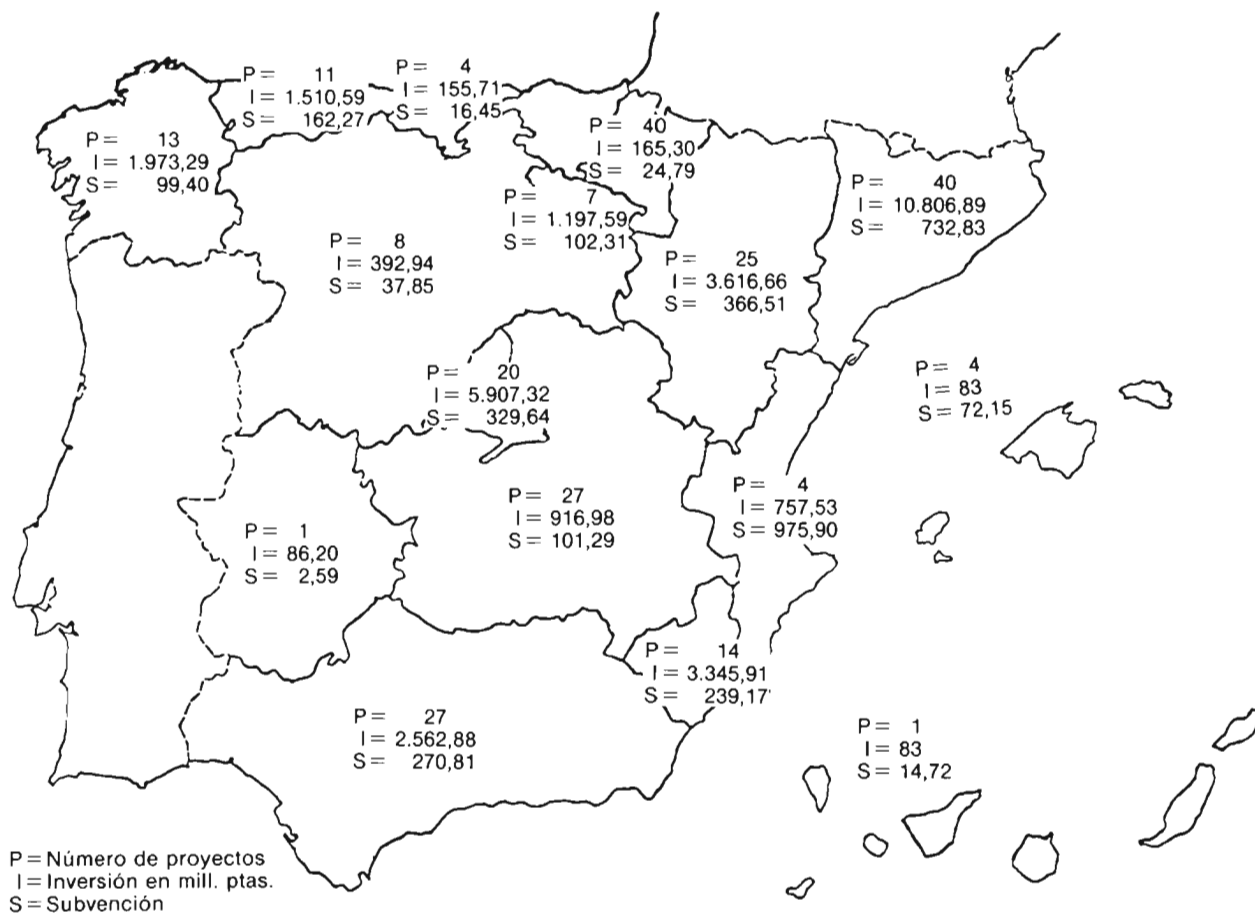 P = 11
I = 1.510,59
S = 162,27
P = 4
I = 155,71
S = 16,45
P = 13
I = 1.973,29
S = 99,40
P = 40
I = 165,30
S = 24,79
P = 40
I = 10.806,89
S = 732,83
P = 7
I = 1.197,59
S = 102,31
P = 8
I = 392,94
S = 37,85
P = 25
I = 3.616,66
S = 366,51
P = 20
I = 5.907,32
S = 329,64
P = 4
I = 83
S = 72,15
P = 27
I = 916,98
S = 101,29
P = 4
I = 757,53
S = 975,90
P = 1
I = 86,20
S = 2,59
P = 14
I = 3.345,91
S = 239,17
P = 27
I = 2.562,88
S = 270,81
P = 1
I = 83
S = 14,72
P = Número de proyectos
I = Inversión en mill. ptas.
S = Subvención